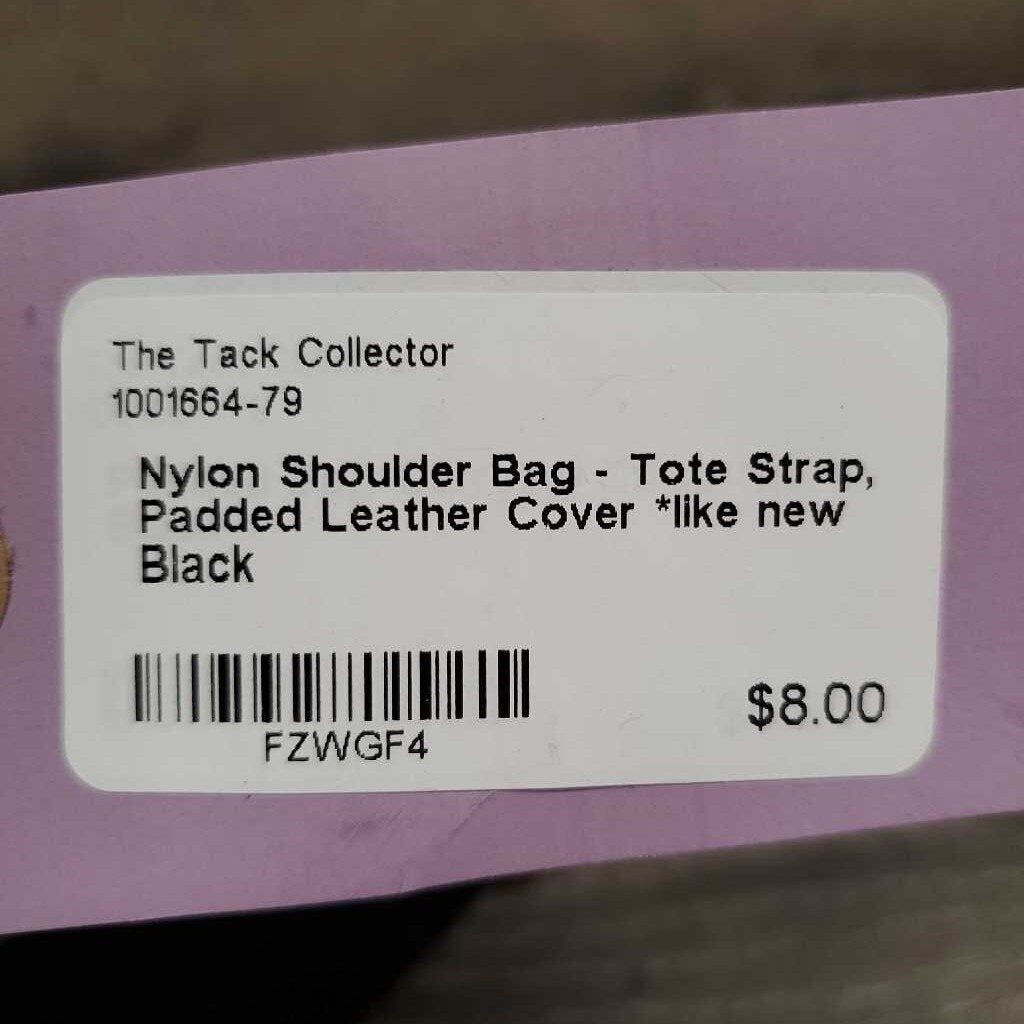 The Tack Collector
1001664-79
Nylon Shoulder Bag - Tote Strap,
Padded Leather Cover *like new
Black
FZWGF4
$8.00